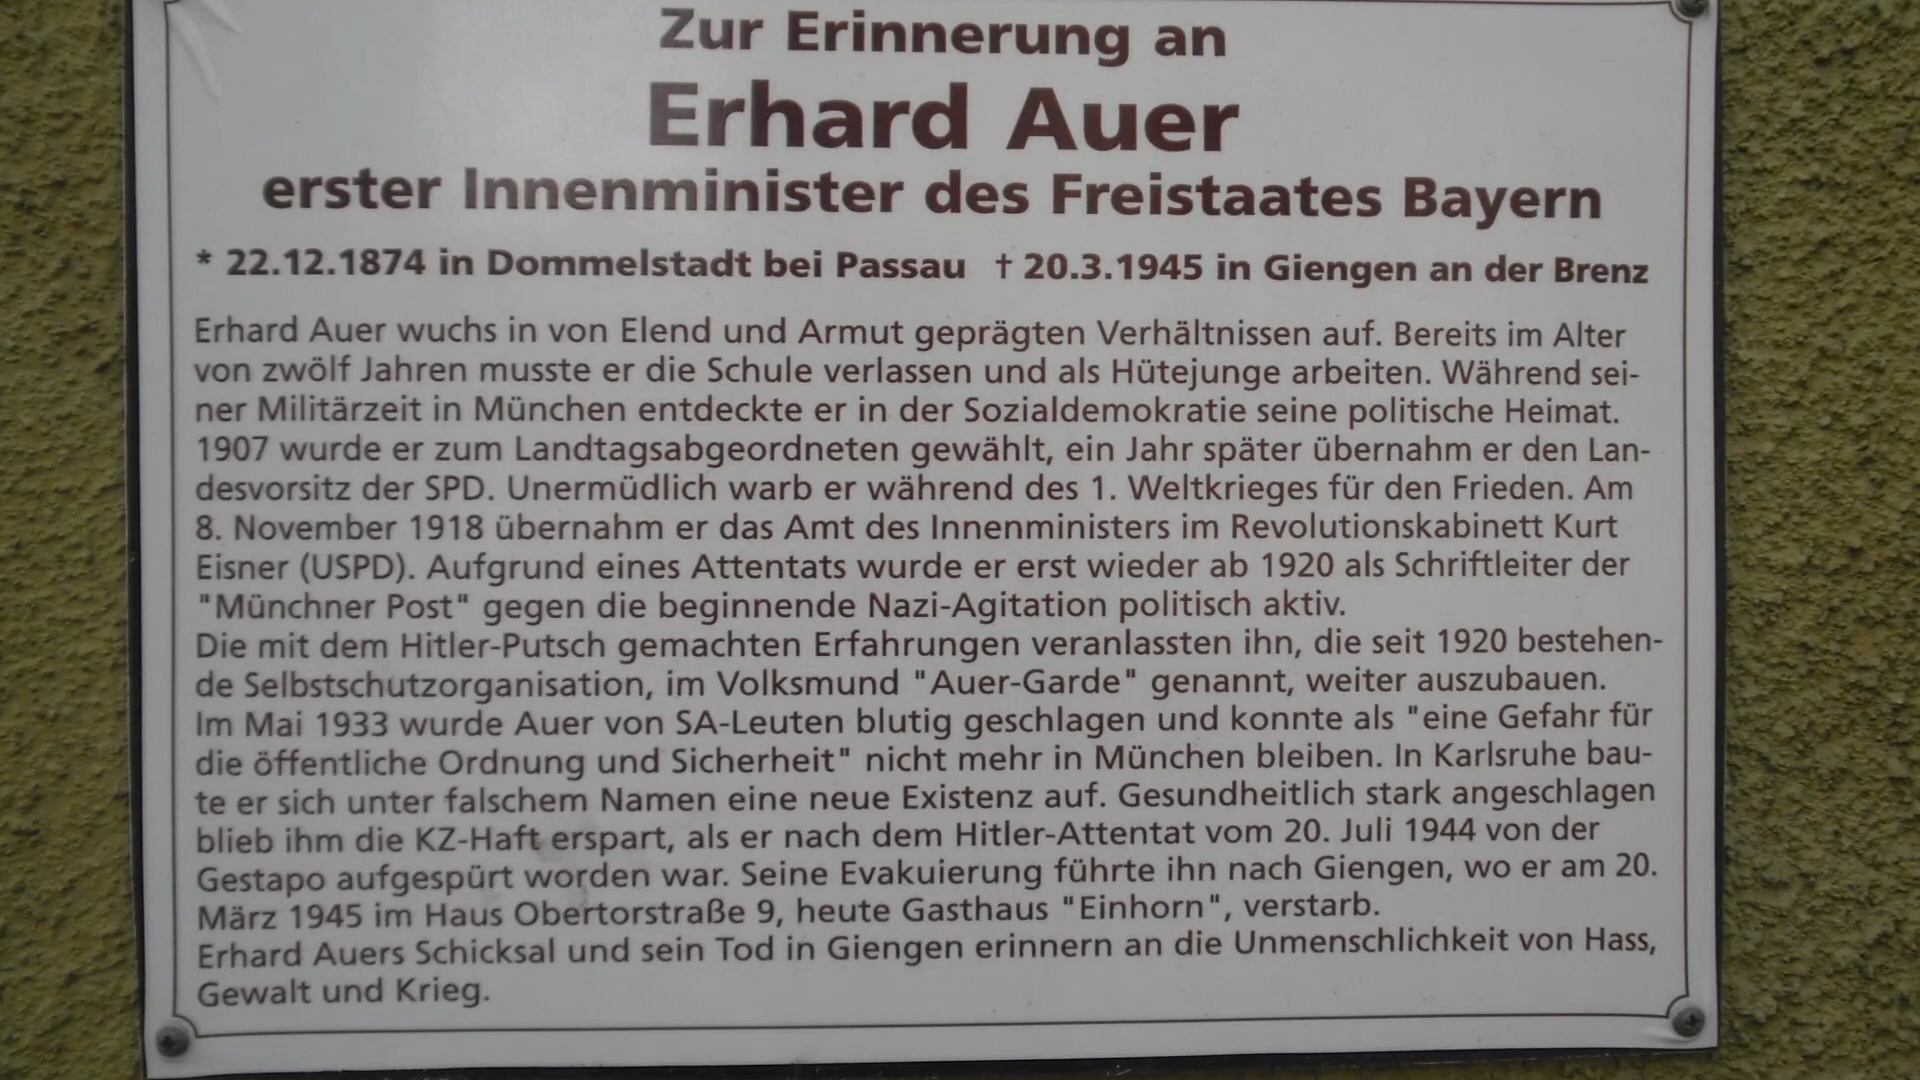 Zur Erinnerung an
Erhard Auer
erster Innenminister des Freistaates Bayern
* 22.12.1874 in Dommelstadt bei Passau † 20.3.1945 in Giengen an der Brenz
Erhard Auer wuchs in von Elend und Armut geprägten Verhältnissen auf. Bereits im Alter
von zwölf Jahren musste er die Schule verlassen und als Hütejunge arbeiten. Während sei-
ner Militärzeit in München entdeckte er in der Sozialdemokratie seine politische Heimat.
1907 wurde er zum Landtagsabgeordneten gewählt, ein Jahr später übernahm er den Lan-
desvorsitz der SPD. Unermüdlich warb er während des 1. Weltkrieges für den Frieden. Am
8. November 1918 übernahm er das Amt des Innenministers im Revolutionskabinett Kurt
Eisner (USPD). Aufgrund eines Attentats wurde er erst wieder ab 1920 als Schriftleiter der
"Münchner Post" gegen die beginnende Nazi-Agitation politisch aktiv.
Die mit dem Hitler-Putsch gemachten Erfahrungen veranlassten ihn, die seit 1920 bestehen-
de Selbstschutzorganisation, im Volksmund "Auer-Garde" genannt, weiter auszubauen.
Im Mai 1933 wurde Auer von SA-Leuten blutig geschlagen und konnte als "eine Gefahr für
die öffentliche Ordnung und Sicherheit" nicht mehr in München bleiben. In Karlsruhe bau-
te er sich unter falschem Namen eine neue Existenz auf. Gesundheitlich stark angeschlagen
blieb ihm die KZ-Haft erspart, als er nach dem Hitler-Attentat vom 20. Juli 1944 von der
Gestapo aufgespürt worden war. Seine Evakuierung führte ihn nach Giengen, wo er am 20.
März 1945 im Haus Obertorstraße 9, heute Gasthaus "Einhorn", verstarb.
Erhard Auers Schicksal und sein Tod in Giengen erinnern an die Unmenschlichkeit von Hass,
Gewalt und Krieg.